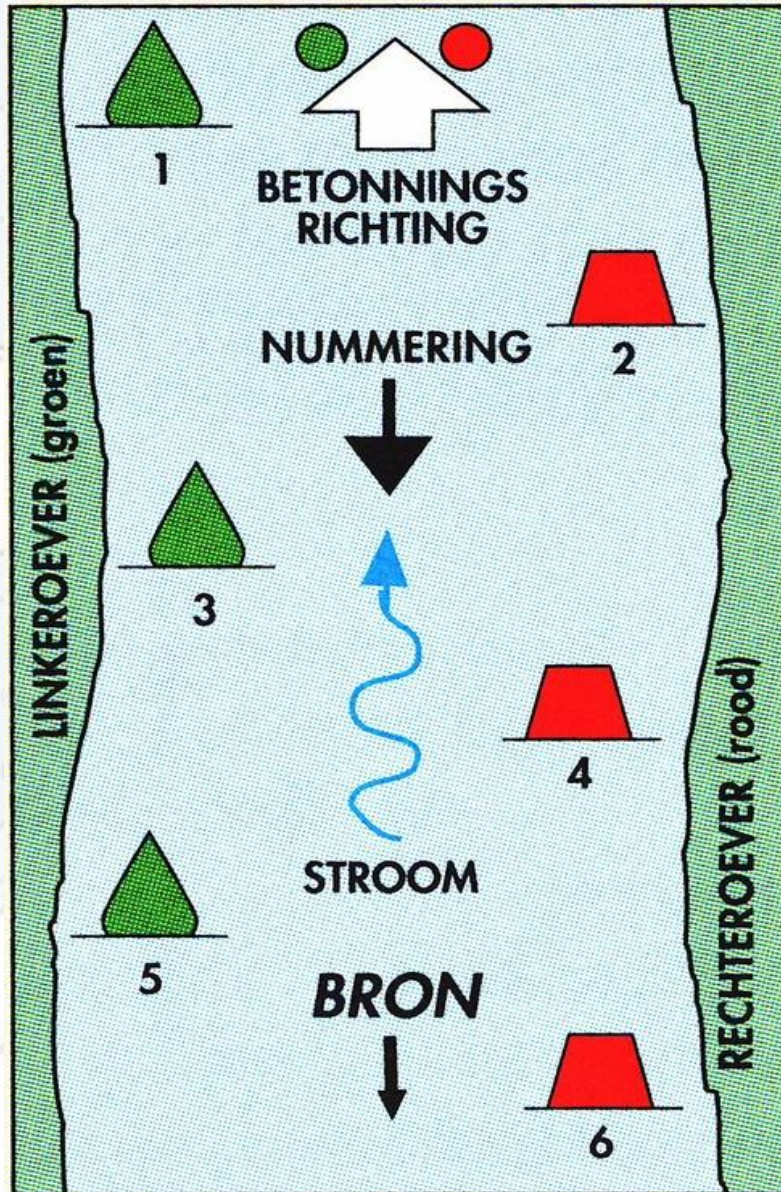 1
BETONNINGS
RICHTING
2
NUMMERING
LINKEROEVER (groen)
3
4
RECHTEROEVER (rood)
STROOM
5
BRON
6